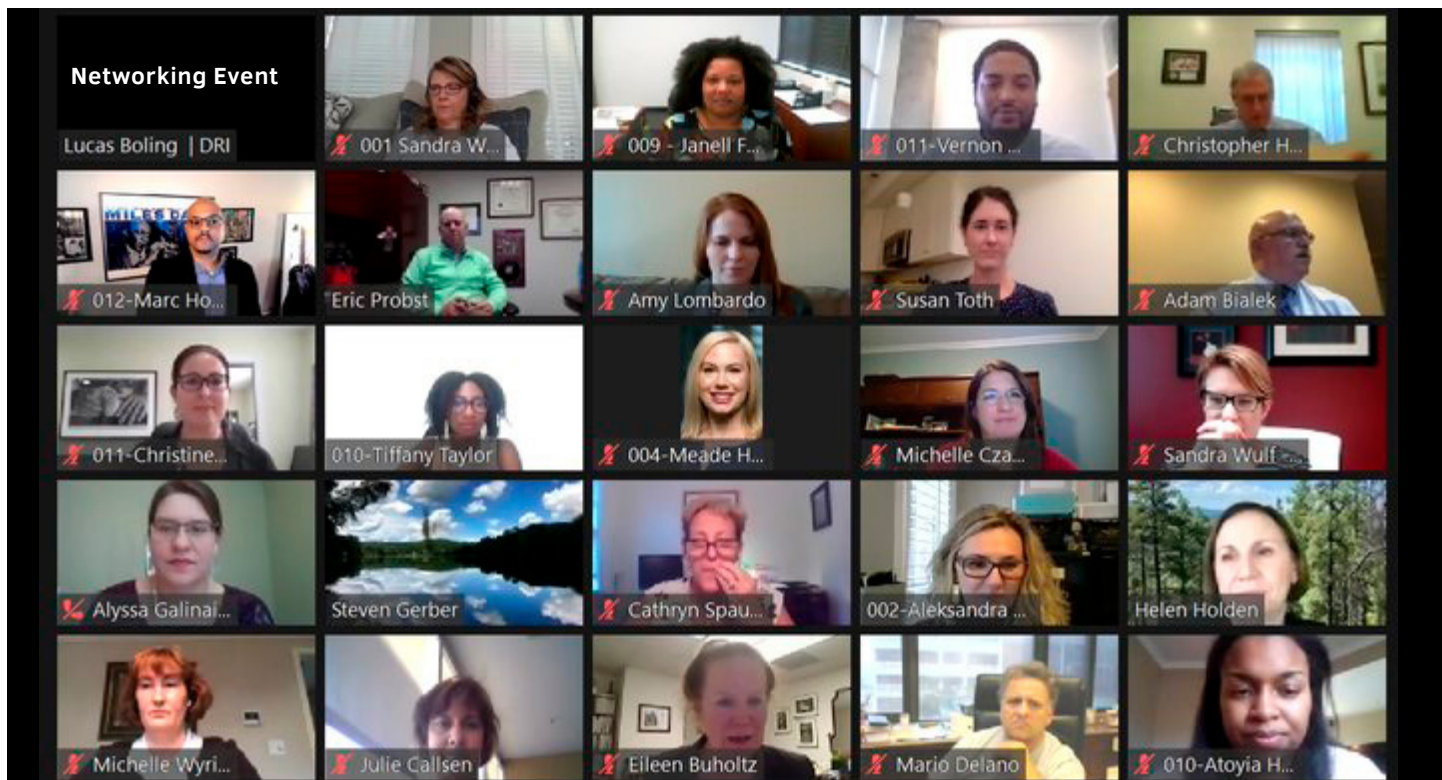 Networking Event
Lucas Boling | DRI
001 Sandra W...
009 - Janell F...
011-Vernon ...
Christopher H...
MILES DA
012-Marc Ho...
Eric Probst
Amy Lombardo
Susan Toth
Adam Bialek
011-Christine...
010-Tiffany Taylor
004-Meade H...
Michelle Cza...
Sandra Wulf -...
Alyssa Galinai...
Steven Gerber
Cathryn Spau...
002-Aleksandra ...
Helen Holden
Michelle Wyri...
Julie Callsen
Eileen Buholtz
Mario Delano
010-Atoyia H...